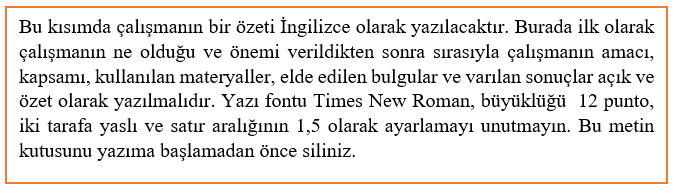 Bu kısımda çalışmanın bir özeti İngilizce olarak yazılacaktır. Burada ilk olarak
çalışmanın ne olduğu ve önemi verildikten sonra sırasıyla çalışmanın amacı,
kapsamı, kullanılan materyaller, elde edilen bulgular ve varılan sonuçlar açık ve
özet olarak yazılmalıdır. Yazı fontu Times New Roman, büyüklüğü 12 punto,
iki tarafa yaslı ve satır aralığının 1,5 olarak ayarlamayı unutmayın. Bu metin
kutusunu yazıma başlamadan önce siliniz.